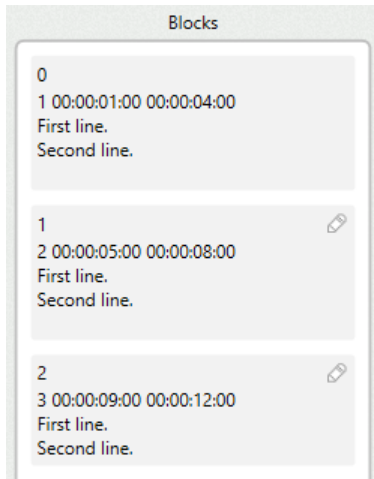 Blocks
0
1 00:00:01:00 00:00:04:00
First line.
Second line.
1
2 00:00:05:00 00:00:08:00
First line.
Second line.
2
3 00:00:09:00 00:00:12:00
First line.
Second line.